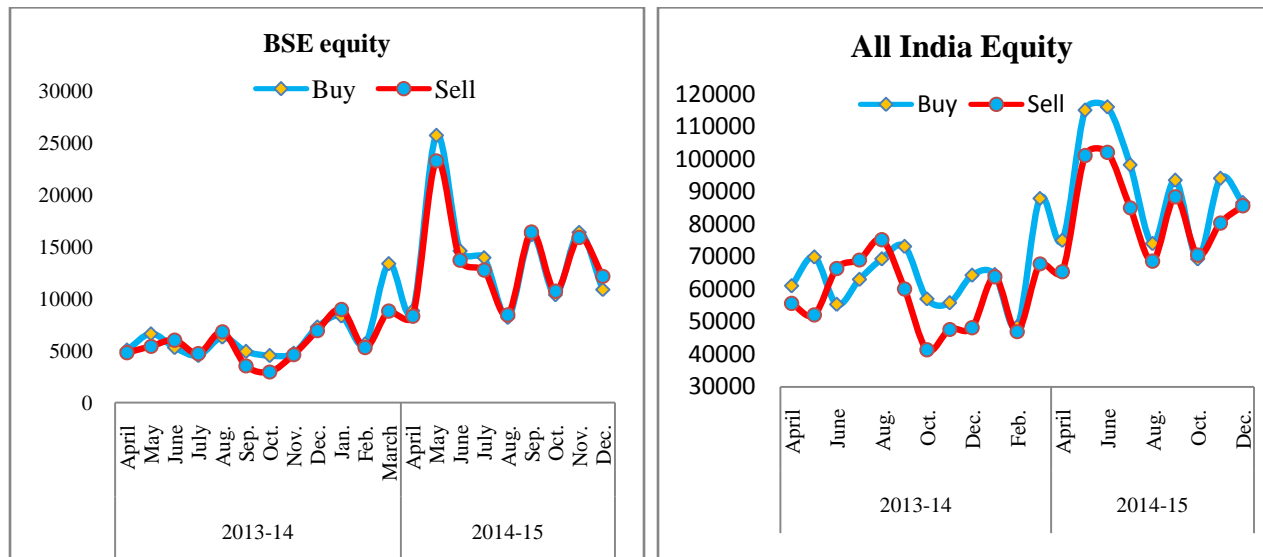 BSE equity
Buy Sell
30000
25000
20000
15000
10000
5000
0
April
May
June
July
Aug.
Sep.
Oct.
Nov.
Dec.
Jan.
Feb.
March
April
May
June
July
Aug.
Sep.
Oct.
Nov.
Dec.
2013-14 2014-15
All India Equity
Buy Sell
120000
110000
100000
90000
80000
70000
60000
50000
40000
30000
April
June
Aug.
Oct.
Dec.
Feb.
April
June
Aug.
Oct.
Dec.
2013-14 2014-15